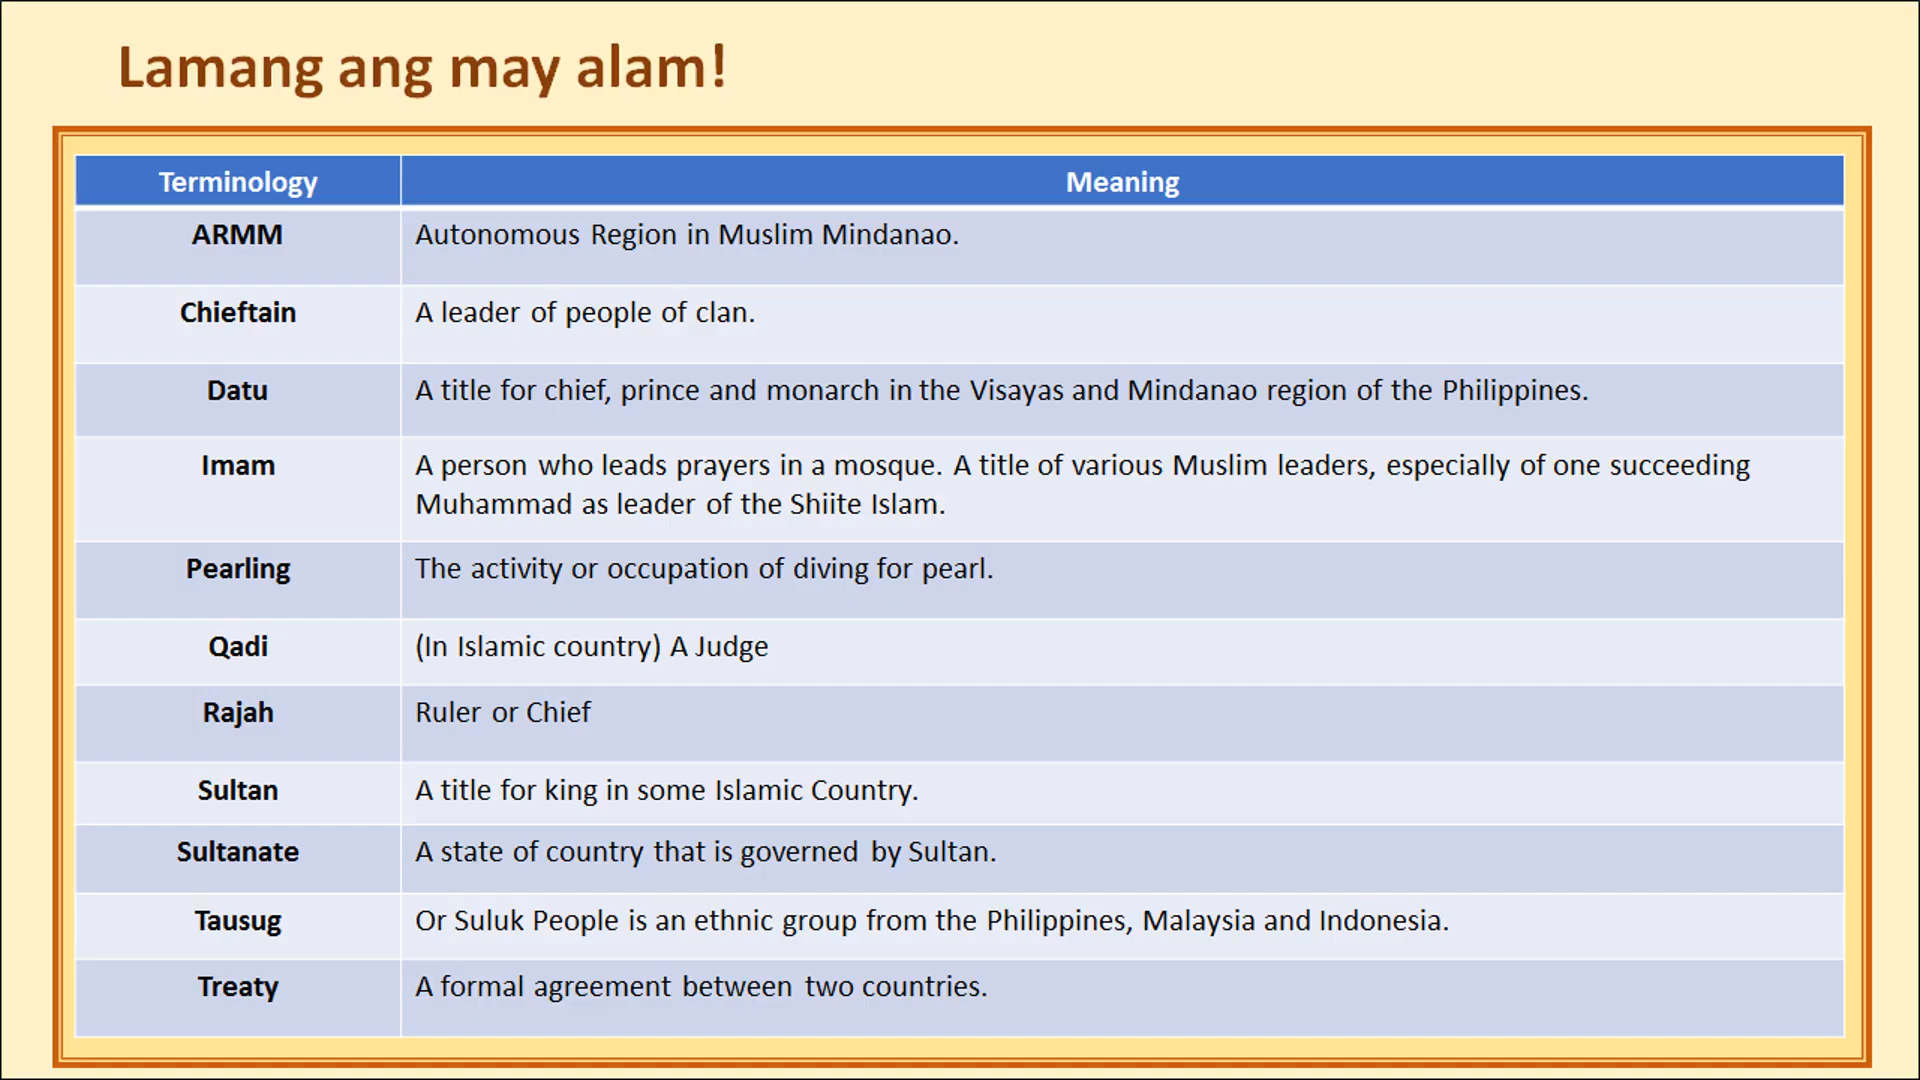 Lamang ang may alam!
Terminology Meaning
ARMM Autonomous Region in Muslim Mindanao.
Chieftain A leader of people of clan.
Datu A title for chief, prince and monarch in the Visayas and Mindanao region of the Philippines.
Imam A person who leads prayers in a mosque. A title of various Muslim leaders, especially of one succeeding
Muhammad as leader of the Shiite Islam.
Pearling The activity or occupation of diving for pearl.
Qadi (In Islamic country) A Judge
Rajah Ruler or Chief
Sultan A title for king in some Islamic Country.
Sultanate A state of country that is governed by Sultan.
Tausug Or Suluk People is an ethnic group from the Philippines, Malaysia and Indonesia.
Treaty A formal agreement between two countries.